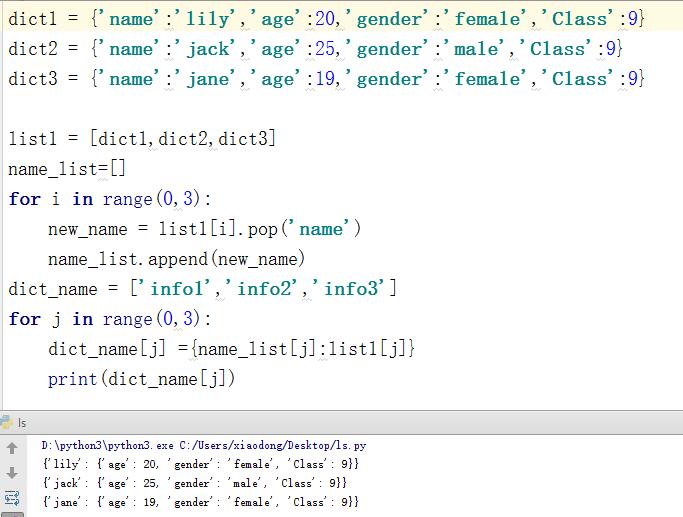 dict1 = {'name':'lily','age':20,'gender':'female','Class':9}
dict2 = {'name':'jack','age':25,'gender':'male','Class':9}
dict3 = {'name':'jane','age':19,'gender':'female','Class':9}
list1 = [dict1,dict2,dict3]
name_list=[]
for i in range(0,3):
    new_name = list1[i].pop('name')
    name_list.append(new_name)
dict_name = ['info1','info2','info3']
for j in range(0,3):
    dict_name[j] ={name_list[j]:list1[j]}
    print(dict_name[j])
ls
D:\python3\python3.exe C:/Users/xiaodong/Desktop/ls.py
{'lily': {'age': 20, 'gender': 'female', 'Class': 9}}
{'jack': {'age': 25, 'gender': 'male', 'Class': 9}}
{'jane': {'age': 19, 'gender': 'female', 'Class': 9}}